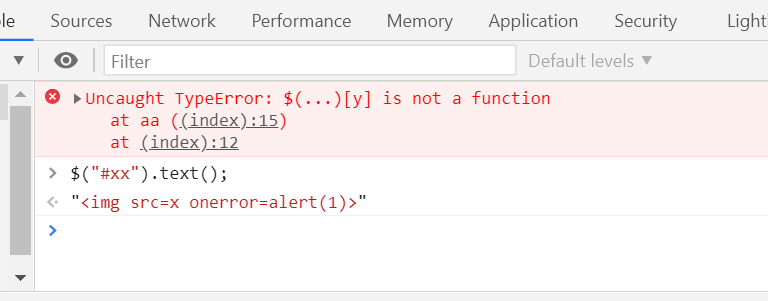 le Sources Network Performance Memory Application Security Light
Filter Default levels ▼
Uncaught TypeError: $(...)[y] is not a function
at aa ((index):15)
at (index):12
$("#xx").text();
"<img src=x onerror=alert(1)>"